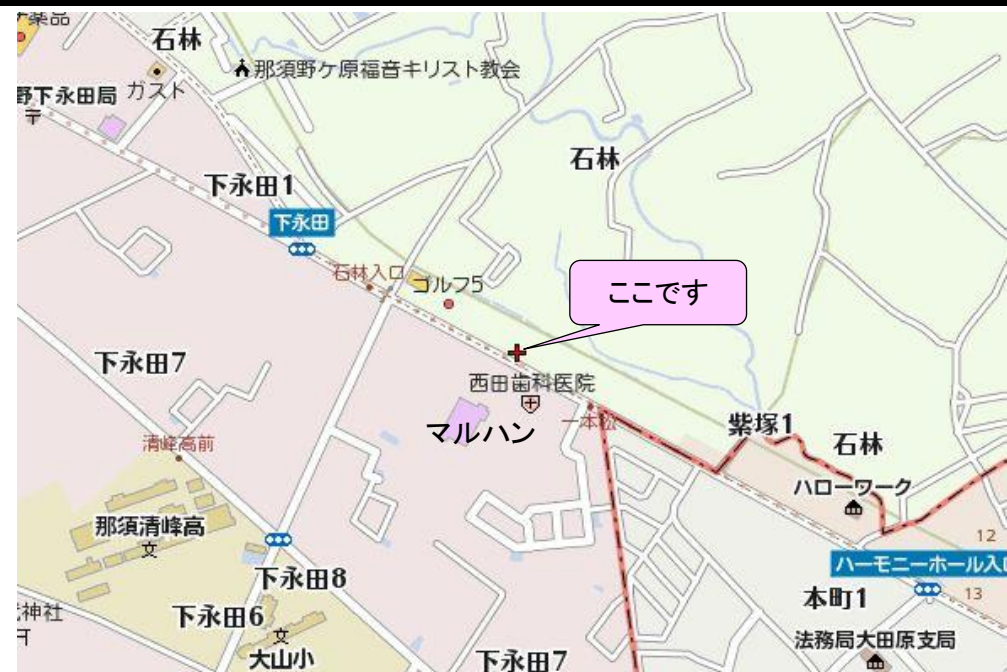 石林
那須野ケ原福音キリスト教会
野下永田局
ガスト
石林
下永田1
下永田
石林入口
ゴルフ5
ここです
下永田7
西田歯科医院
一本松
マルハン
紫塚1
石林
清峰高前
ハローワーク
那須清峰高
文
12
ハーモニーホール入
下永田8
本町1
13
神社
下永田6
文
大山小
下永田7
法務局大田原支局